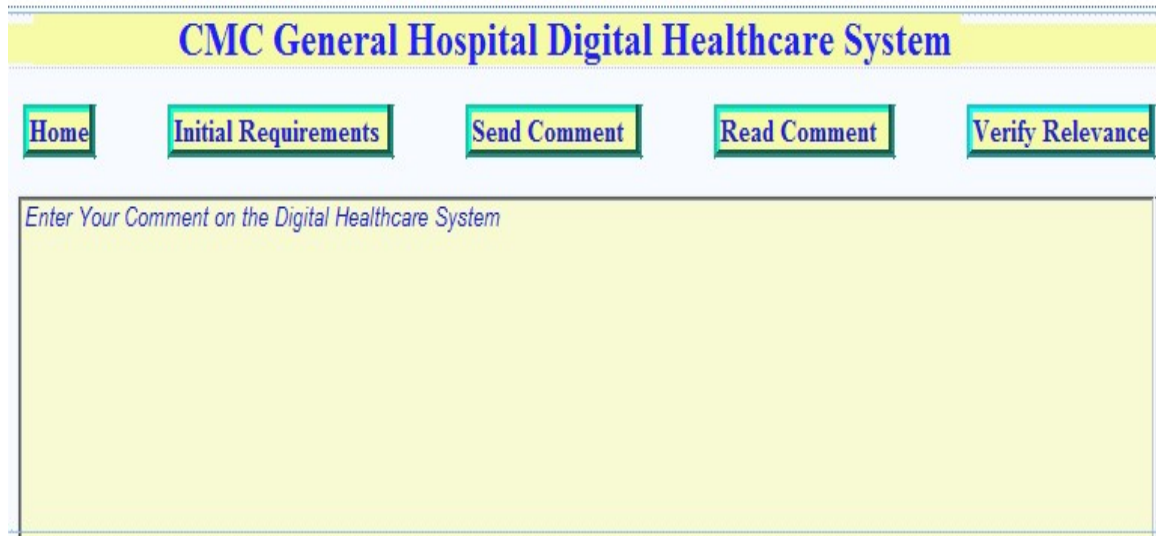 CMC General Hospital Digital Healthcare System
Home Initial Requirements Send Comment Read Comment Verify Relevance
Enter Your Comment on the Digital Healthcare System